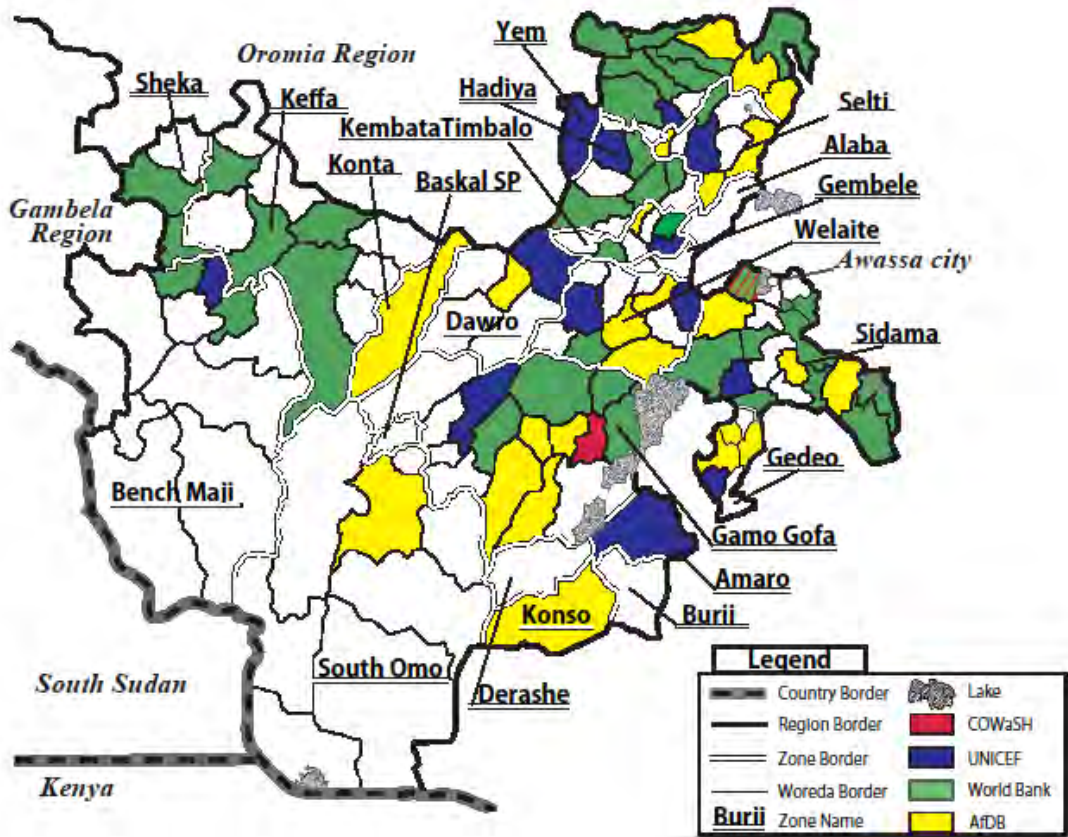 Yem
Oromia Region
Sheka
Keffa
Hadiya
Selti
KembataTimbalo
Konta
Baskal SP
Alaba
Gembele
Gambela
Region
Welaite
Awassa city
Dawro
Sidama
Bench Maji
Gedeo
Gamo Gofa
Amaro
Konso
Burii
South Omo
Derashe
South Sudan
Kenya
Legend
Country Border
Lake
Region Border
COWaSH
Zone Border
UNICEF
Woreda Border
World Bank
Burii Zone Name
AfDB